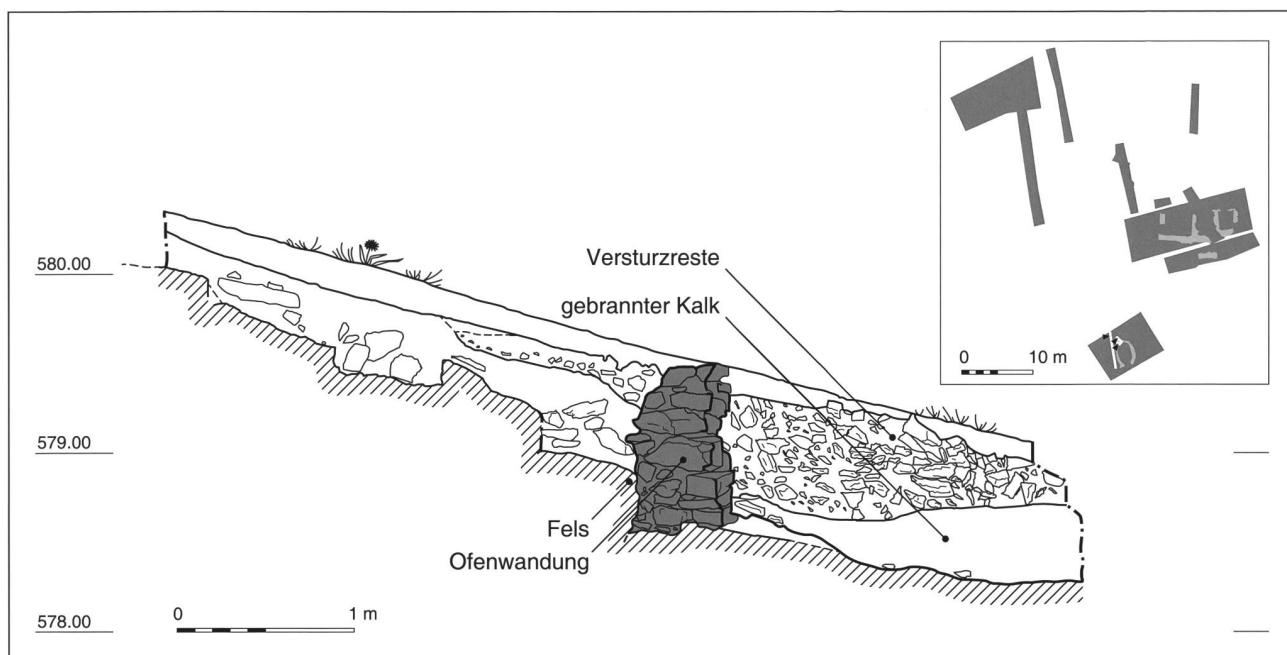 580.00
Versturzreste
gebrannter Kalk
0 10 m
579.00
Fels
Ofenwandung
578.00
0 1 m